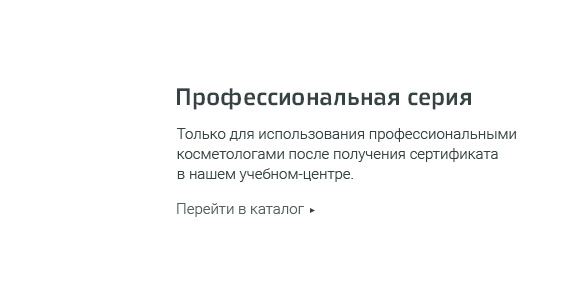 Профессиональная серия
Только для использования профессиональными
косметологами после получения сертификата
в нашем учебном-центре.
Перейти в каталог ▸